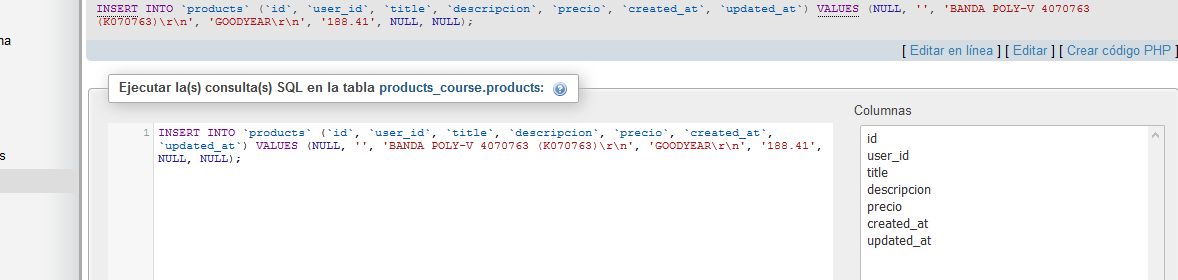 INSERT INTO `products` (`id`, `user_id`, `title`, `descripcion`, `precio`, `created_at`, `updated_at`) VALUES (NULL, '', 'BANDA POLY-V 4070763
(K070763)\r\n', 'GOODYEAR\r\n', '188.41', NULL, NULL);
na
[ Editar en línea ] [ Editar ] [ Crear código PHP ]
Ejecutar la(s) consulta(s) SQL en la tabla products_course.products:
Columnas
1 INSERT INTO `products` (`id`, `user_id`, `title`, `descripcion`, `precio`, `created_at`,
`updated_at`) VALUES (NULL, '', 'BANDA POLY-V 4070763 (K070763)\r\n', 'GOODYEAR\r\n', '188.41',
NULL, NULL);
s
id
user_id
title
descripcion
precio
created_at
updated_at